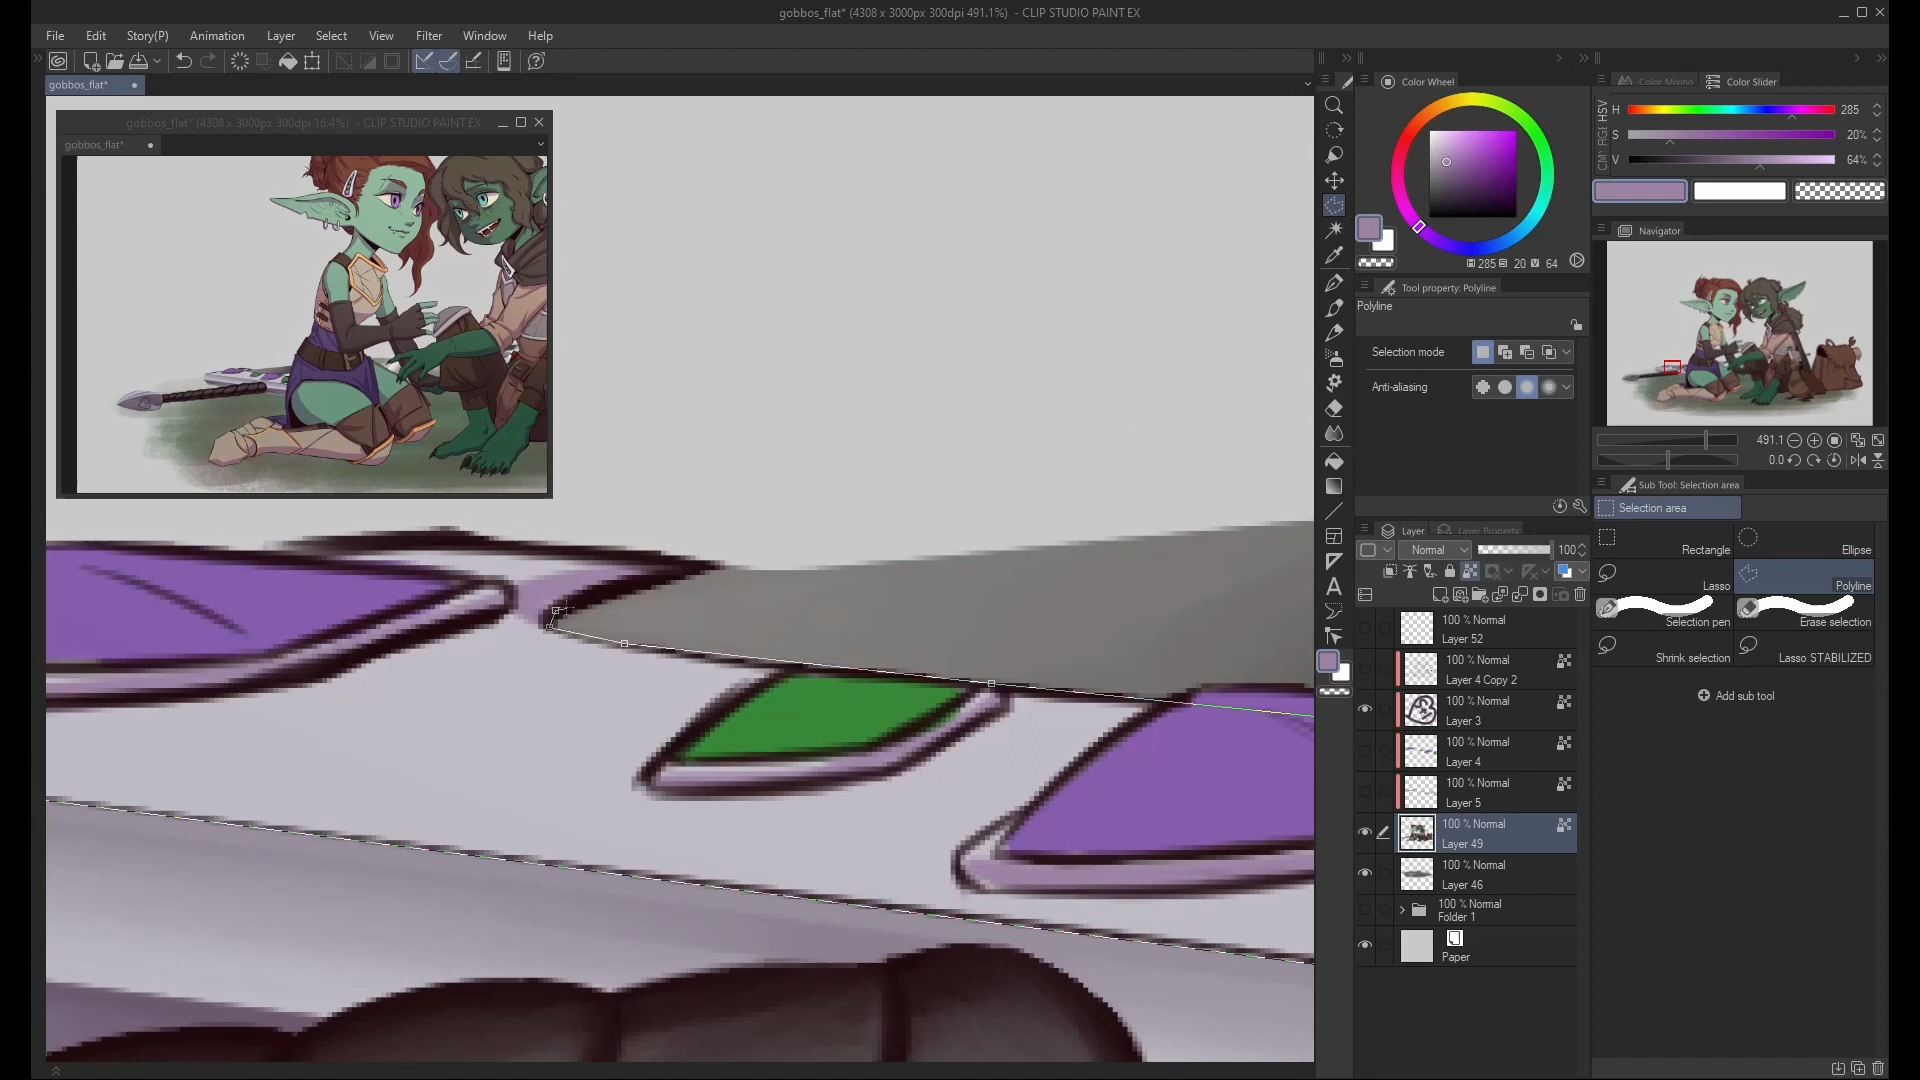 gobbos_flat* (4308 x 3000px 300dpi 491.1%) - CLIP STUDIO PAINT EX
File Edit Story(P) Animation Layer Select View Filter Window Help
gobbos_flat*
gobbos_flat* (4308 x 3000px 300dpi 16.4%) - CLIP STUDIO PAINT EX
gobbos_flat*
Color Wheel
285 20 64
Tool property: Polyline
Polyline
Selection mode
Anti-aliasing
Layer Layer Property
Normal 100
100 % Normal
Layer 52
100 % Normal
Layer 4 Copy 2
100 % Normal
Layer 3
100 % Normal
Layer 4
100 % Normal
Layer 5
100 % Normal
Layer 49
100 % Normal
Layer 46
100 % Normal
Folder 1
Paper
Color Mixing Color Slider
HSV
RGB
H 285
S 20%
V 64%
Navigator
491.1
0.0
Sub Tool: Selection area
Selection area
Rectangle
Ellipse
Lasso
Polyline
Selection pen
Erase selection
Shrink selection
Lasso STABILIZED
Add sub tool